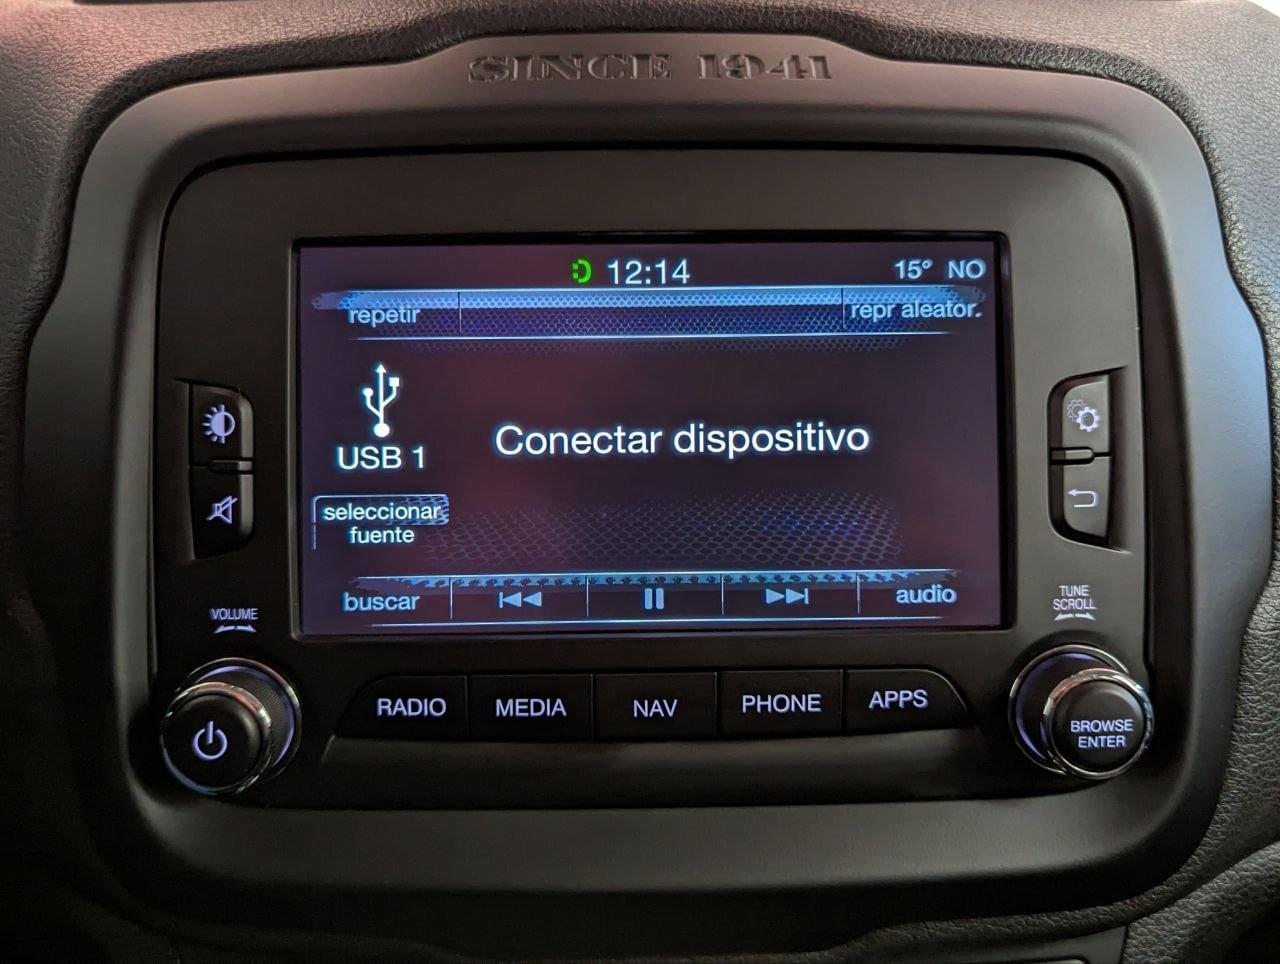 SINCE 1941
12:14
15° NO
repetir
repr aleator.
USB 1
Conectar dispositivo
seleccionar
fuente
buscar
audio
VOLUME
TUNE
SCROLL
RADIO
MEDIA
NAV
PHONE
APPS
BROWSE
ENTER